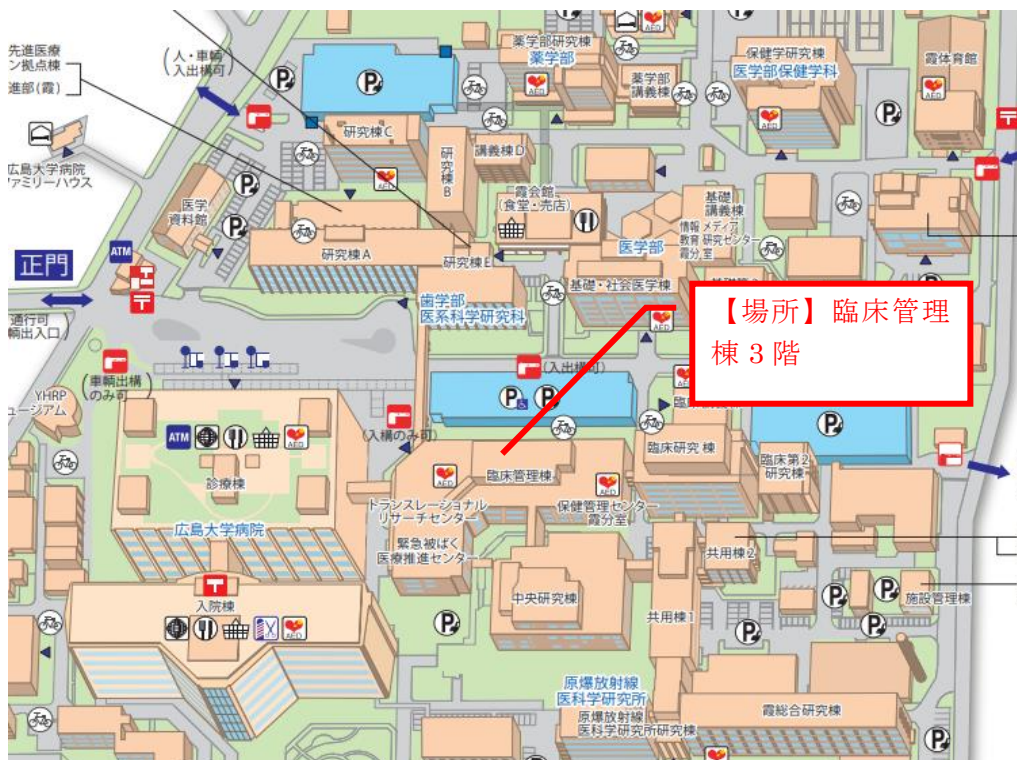 先進医療
ン拠点棟
進部(霞)
(人・車輌
入出構可)
薬学部研究棟
薬学部
薬学部
講義棟
保健学研究棟
医学部保健学科
霞体育館
広島大学病院
ファミリーハウス
医学
資料館
研究棟C
研究棟B
講義棟D
霞会館
(食堂・売店)
基礎
講義棟
情報メディア
教育研究センター
霞分室
医学部
研究棟A
研究棟E
基礎・社会医学棟
歯学部
医系科学研究科
ATM
正門
通行可
輌出入口)
(車輌出構
のみ可)
YHRP
ュージアム
(入出構可)
(入構のみ可)
【場所】臨床管理
棟3階
ATM
診療棟
広島大学病院
臨床管理棟
トランスレーショナル
リサーチセンター
保健管理センター
霞分室
臨床研究棟
臨床第2
研究棟
緊急被ばく
医療推進センター
中央研究棟
共用棟2
共用棟1
施設管理棟
入院棟
原爆放射線
医科学研究所
原爆放射線
医科学研究所研究棟
霞総合研究棟